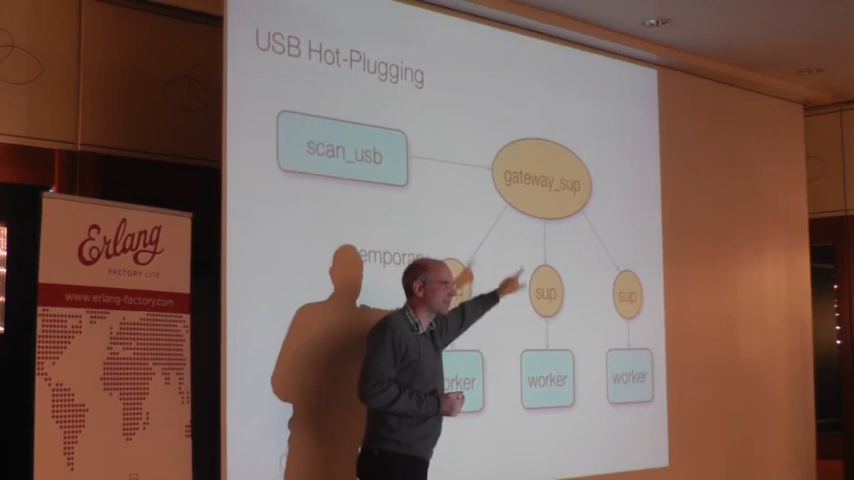 USB Hot-Plugging
scan_usb
gateway_sup
sup
sup
worker
worker
Erlang
FACTORY LITE
www.erlang-factory.com